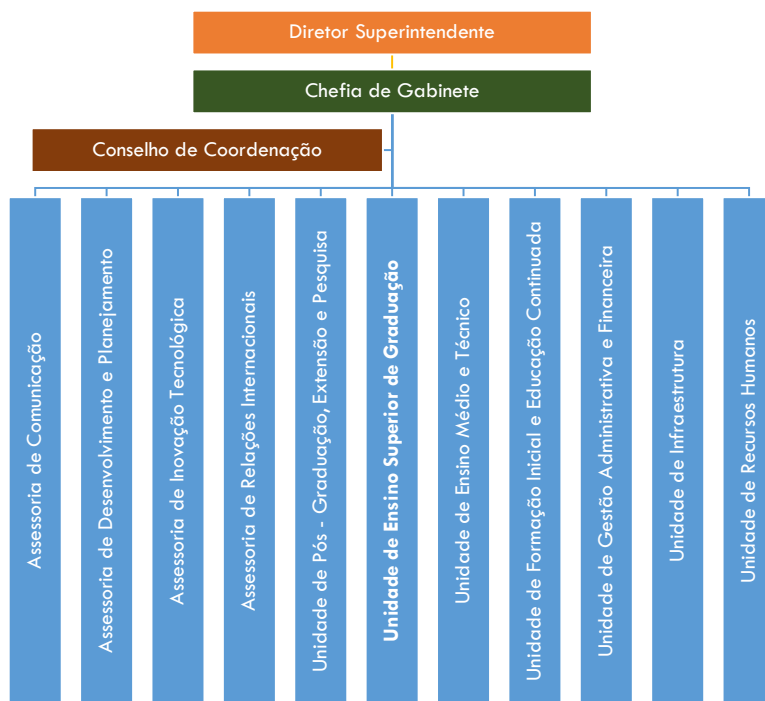 Diretor Superintendente
Chefia de Gabinete
Conselho de Coordenação
Assessoria de Comunicação
Assessoria de Desenvolvimento e Planejamento
Assessoria de Inovação Tecnológica
Assessoria de Relações Internacionais
Unidade de Pós - Graduação, Extensão e Pesquisa
Unidade de Ensino Superior de Graduação
Unidade de Ensino Médio e Técnico
Unidade de Formação Inicial e Educação Continuada
Unidade de Gestão Administrativa e Financeira
Unidade de Infraestrutura
Unidade de Recursos Humanos